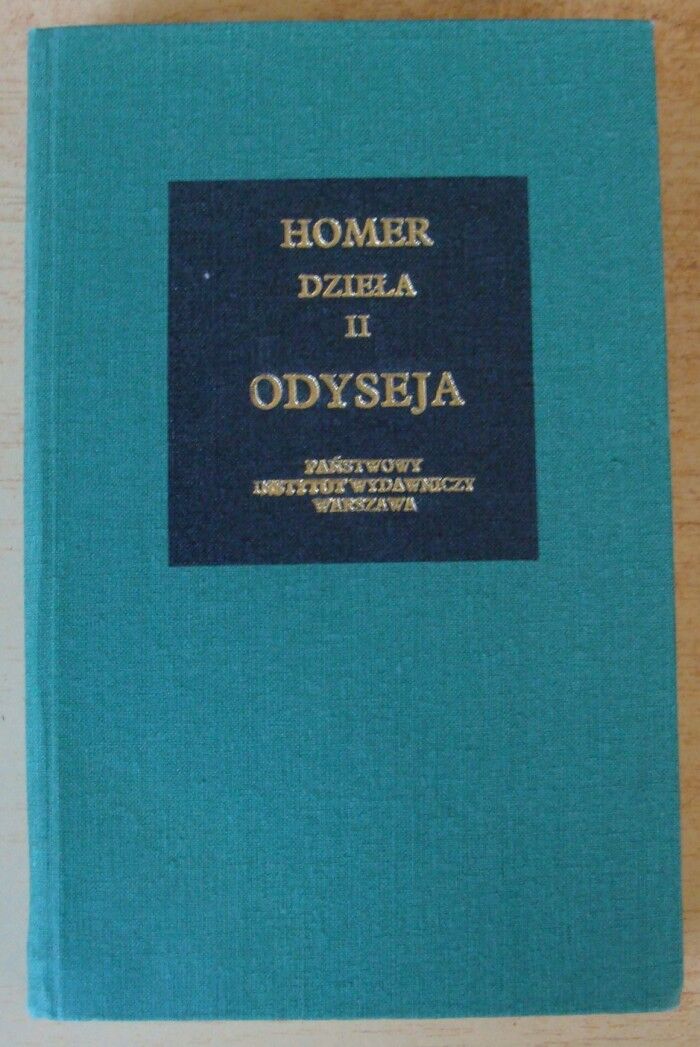 HOMER
DZIEŁA
II
ODYSEJA
PAŃSTWOWY
INSTYTUT WYDAWNICZY
WARSZAWA